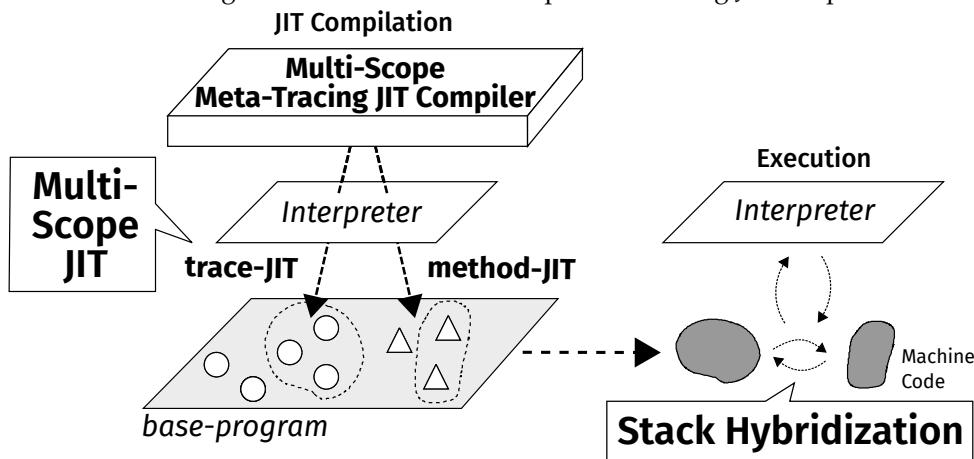 JIT Compilation
Multi-Scope
Meta-Tracing JIT Compiler
Multi-
Scope
JIT
Interpreter
trace-JIT
method-JIT
base-program
Execution
Interpreter
Machine
Code
Stack Hybridization